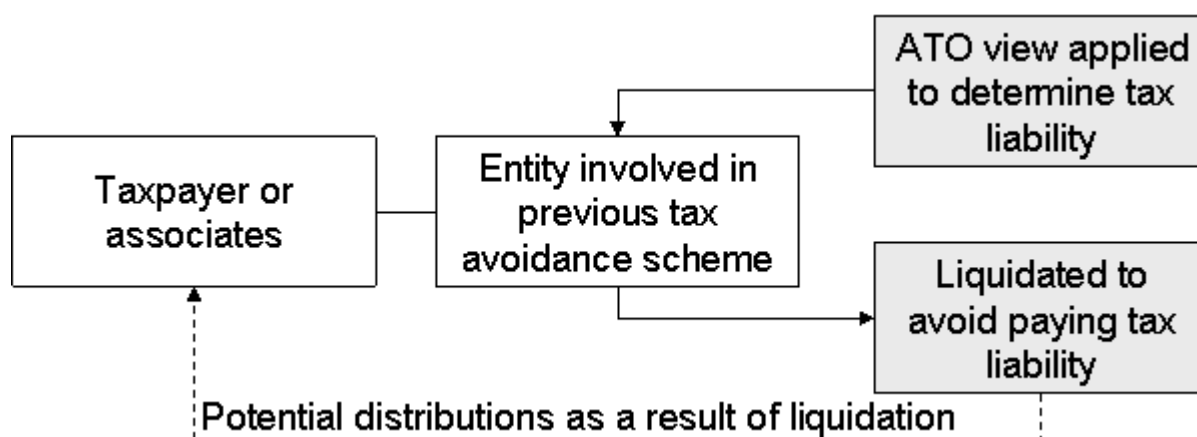 ATO view applied
to determine tax
liability
Taxpayer or
associates
Entity involved in
previous tax
avoidance scheme
Liquidated to
avoid paying tax
liability
Potential distributions as a result of liquidation